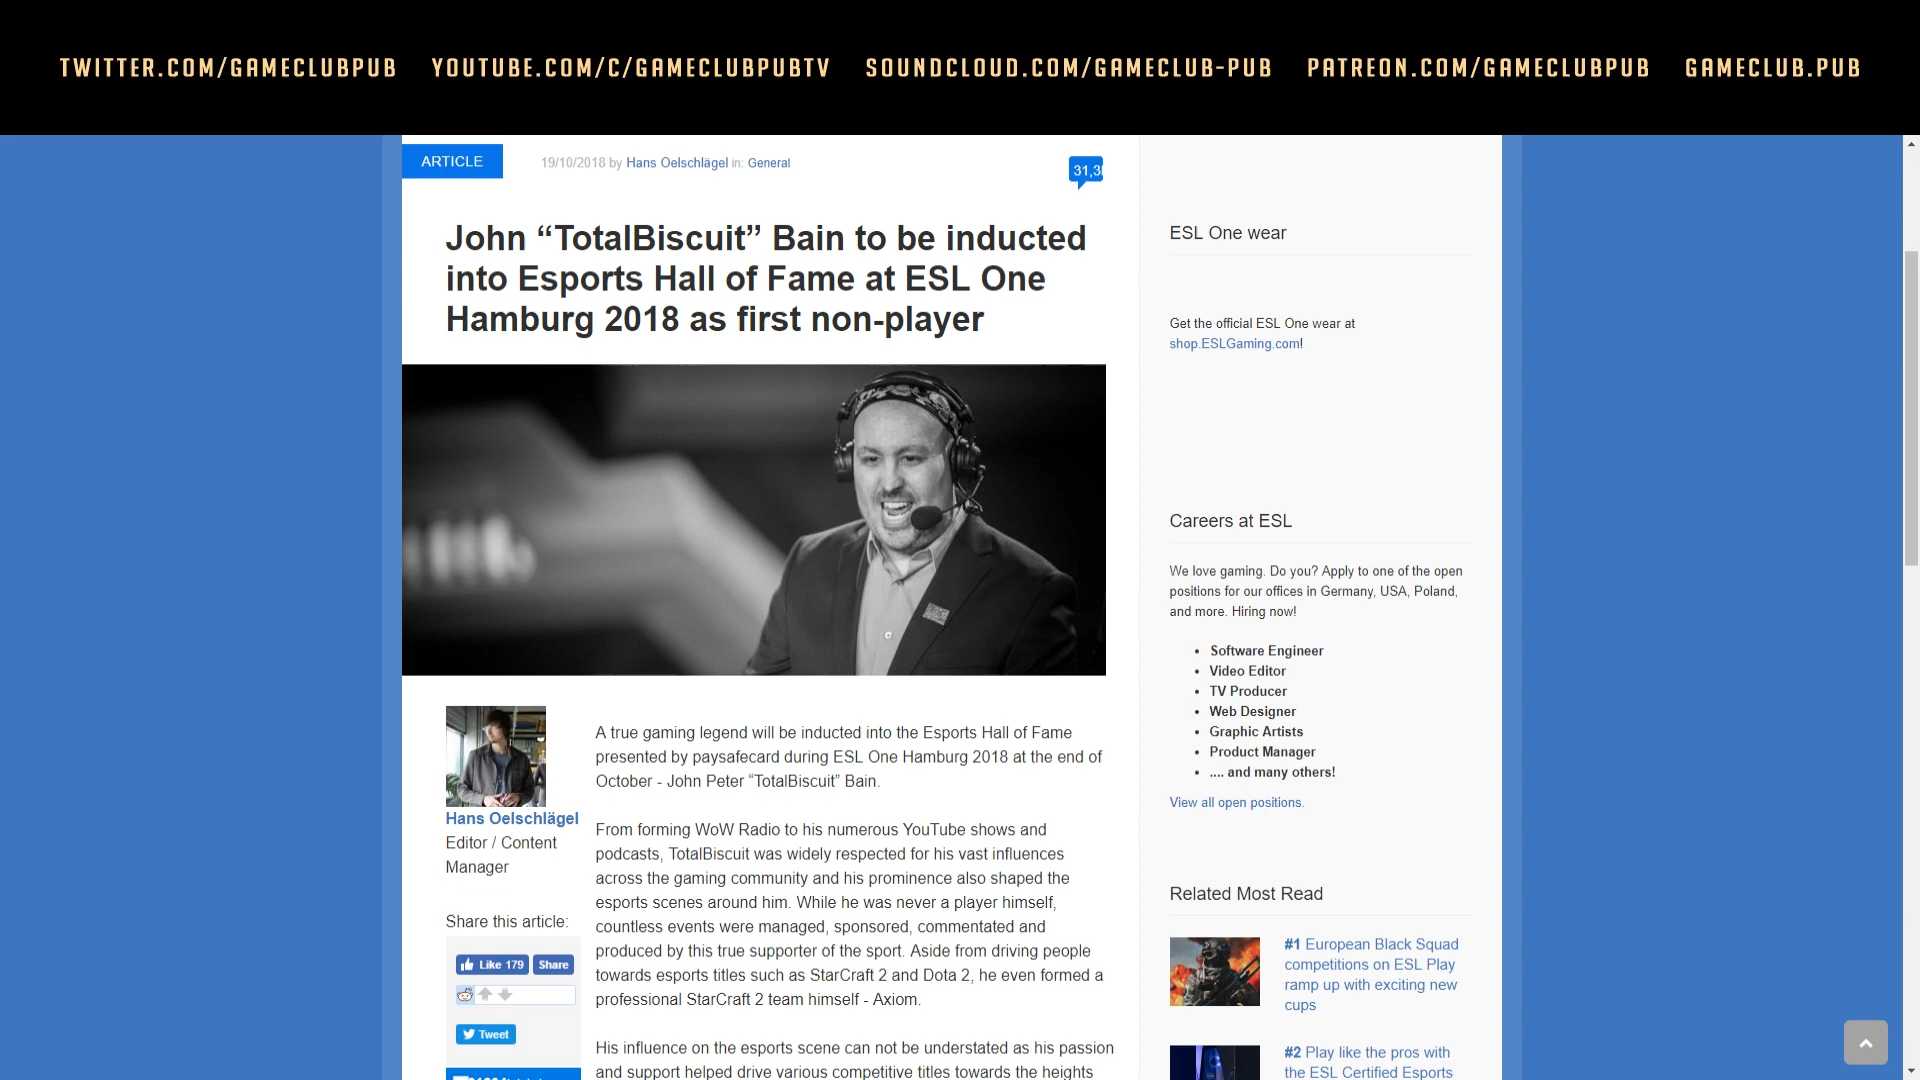 TWITTER.COM/GAMECLUBPUB YOUTUBE.COM/C/GAMECLUBPUBTV SOUNDCLOUD.COM/GAMECLUB-PUB PATREON.COM/GAMECLUBPUB GAMECLUB.PUB
ARTICLE
19/10/2018 by Hans Oelschlägel in: General
31,3
John “TotalBiscuit” Bain to be inducted
into Esports Hall of Fame at ESL One
Hamburg 2018 as first non-player
Hans Oelschlägel
Editor / Content
Manager
Share this article:
Like 179 Share
Tweet
A true gaming legend will be inducted into the Esports Hall of Fame
presented by paysafecard during ESL One Hamburg 2018 at the end of
October - John Peter “TotalBiscuit” Bain.
From forming WoW Radio to his numerous YouTube shows and
podcasts, TotalBiscuit was widely respected for his vast influences
across the gaming community and his prominence also shaped the
esports scenes around him. While he was never a player himself,
countless events were managed, sponsored, commentated and
produced by this true supporter of the sport. Aside from driving people
towards esports titles such as StarCraft 2 and Dota 2, he even formed a
professional StarCraft 2 team himself - Axiom.
His influence on the esports scene can not be understated as his passion
and support helped drive various competitive titles towards the heights
ESL One wear
Get the official ESL One wear at
shop.ESLGaming.com!
Careers at ESL
We love gaming. Do you? Apply to one of the open
positions for our offices in Germany, USA, Poland,
and more. Hiring now!
• Software Engineer
• Video Editor
• TV Producer
• Web Designer
• Graphic Artists
• Product Manager
• .... and many others!
View all open positions.
Related Most Read
#1 European Black Squad
competitions on ESL Play
ramp up with exciting new
cups
#2 Play like the pros with
the ESL Certified Esports